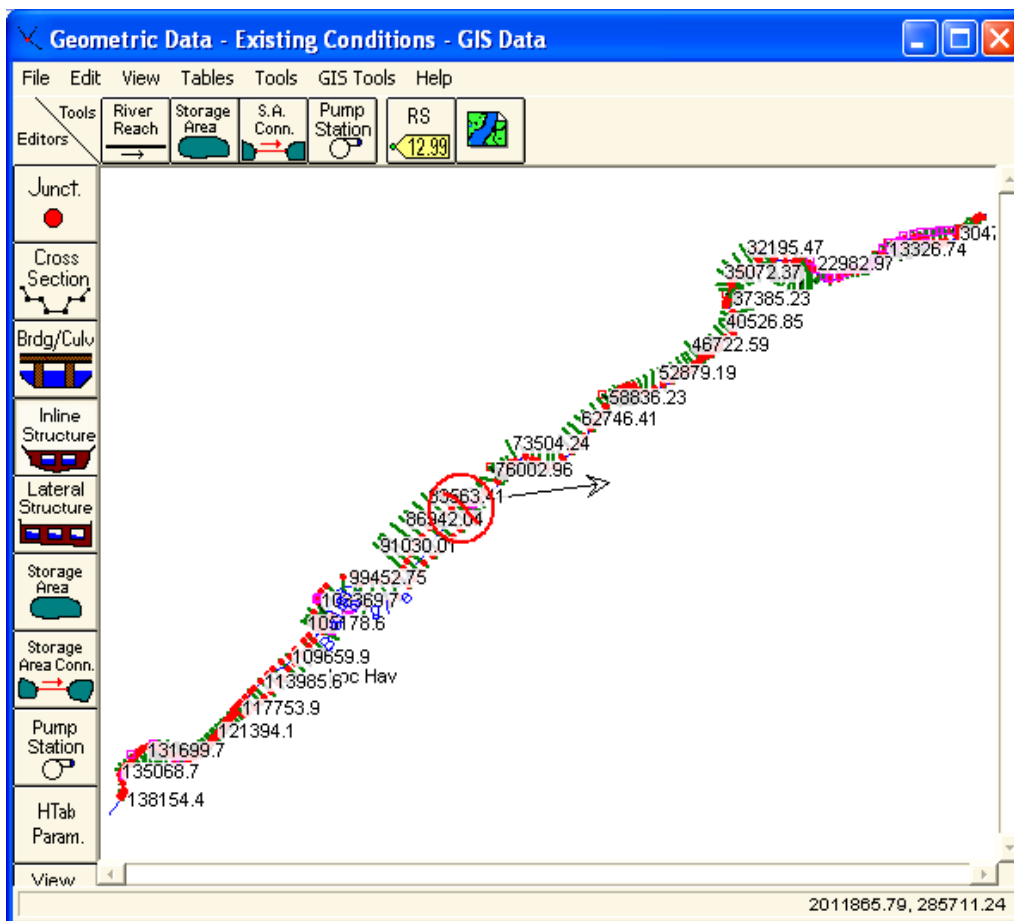 Geometric Data - Existing Conditions - GIS Data
File Edit View Tables Tools GIS Tools Help
Tools
Editors
River
Reach
Storage
Area
S.A.
Conn.
Pump
Station
RS
12.99
Junct.
Cross
Section
Brdg/Culv
Inline
Structure
Lateral
Structure
Storage
Area
Storage
Area Conn.
Pump
Station
HTab
Param.
View
32195.47
35072.37
22982.97
13326.74
3047
37385.23
40526.85
46722.59
52879.19
58836.23
62746.41
73504.24
76002.96
83563.41
86942.04
91030.01
99452.75
105178.6
109659.9
Hav
113985.6
117753.9
121394.1
131699.7
135068.7
138154.4
2011865.79, 285711.24